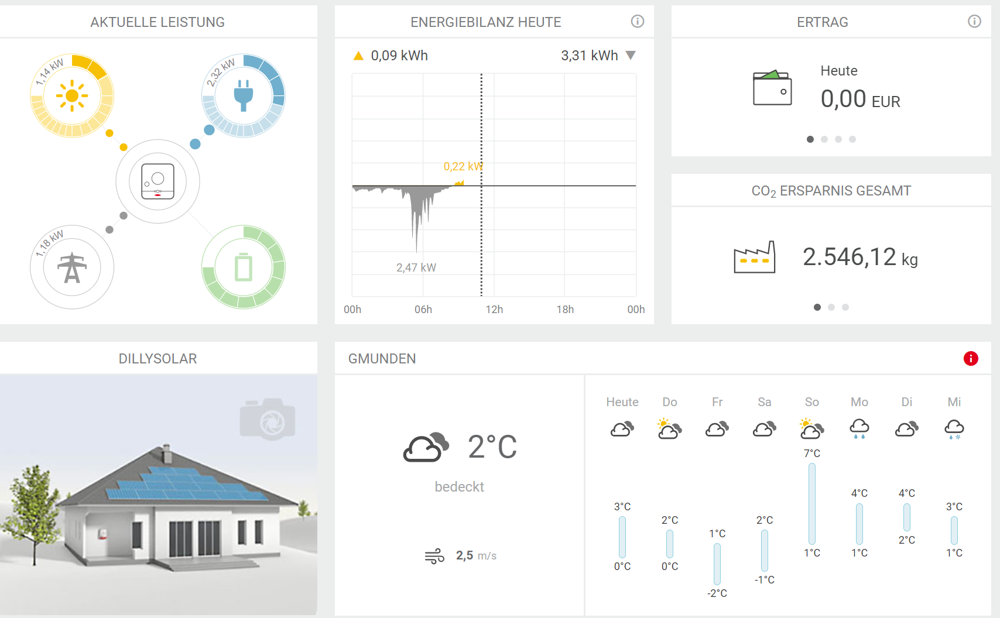 AKTUELLE LEISTUNG
1,14 kW
2,32 kW
1,18 kW
ENERGIEBILANZ HEUTE
0,09 kWh
3,31 kWh
0,22 kW
2,47 kW
00h 06h 12h 18h 00h
ERTRAG
Heute
0,00 EUR
CO2 ERSPARNIS GESAMT
2.546,12 kg
DILLYSOLAR
GMUNDEN
2°C
bedeckt
2,5 m/s
Heute Do Fr Sa So Mo Di Mi
3°C 2°C 1°C 2°C 7°C 4°C 4°C 3°C
0°C 0°C -2°C -1°C 1°C 1°C 2°C 1°C